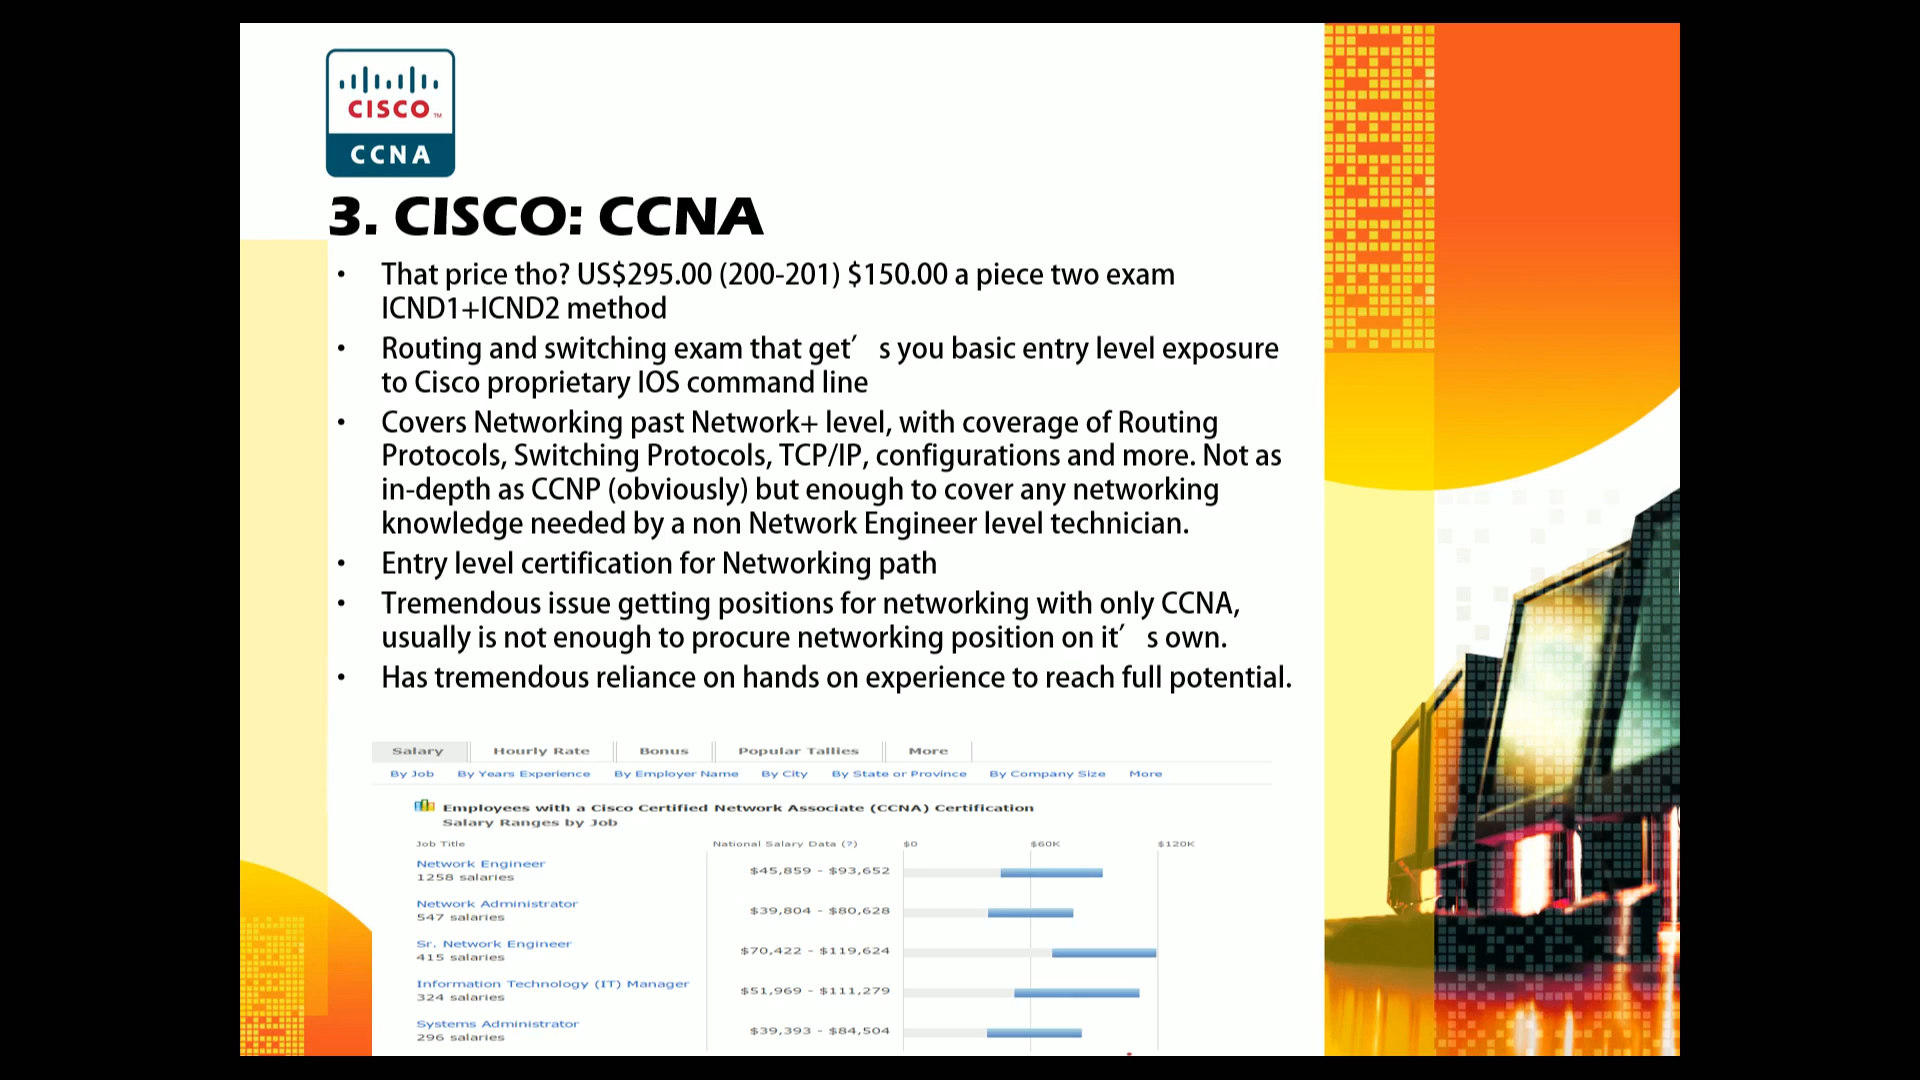 CISCO™
CCNA
3. CISCO: CCNA
• That price tho? US$295.00 (200-201) $150.00 a piece two exam
ICND1+ICND2 method
• Routing and switching exam that get′ s you basic entry level exposure
to Cisco proprietary IOS command line
• Covers Networking past Network+ level, with coverage of Routing
Protocols, Switching Protocols, TCP/IP, configurations and more. Not as
in-depth as CCNP (obviously) but enough to cover any networking
knowledge needed by a non Network Engineer level technician.
• Entry level certification for Networking path
• Tremendous issue getting positions for networking with only CCNA,
usually is not enough to procure networking position on it′ s own.
• Has tremendous reliance on hands on experience to reach full potential.
Salary Hourly Rate Bonus Popular Tallies More
By Job By Years Experience By Employer Name By City By State or Province By Company Size More
Employees with a Cisco Certified Network Associate (CCNA) Certification
Salary Ranges by Job
Job Title National Salary Data (?) $0 $60K $120K
Network Engineer
1258 salaries
$45,859 - $93,652
Network Administrator
547 salaries
$39,804 - $80,628
Sr. Network Engineer
415 salaries
$70,422 - $119,624
Information Technology (IT) Manager
324 salaries
$51,969 - $111,279
Systems Administrator
296 salaries
$39,393 - $84,504